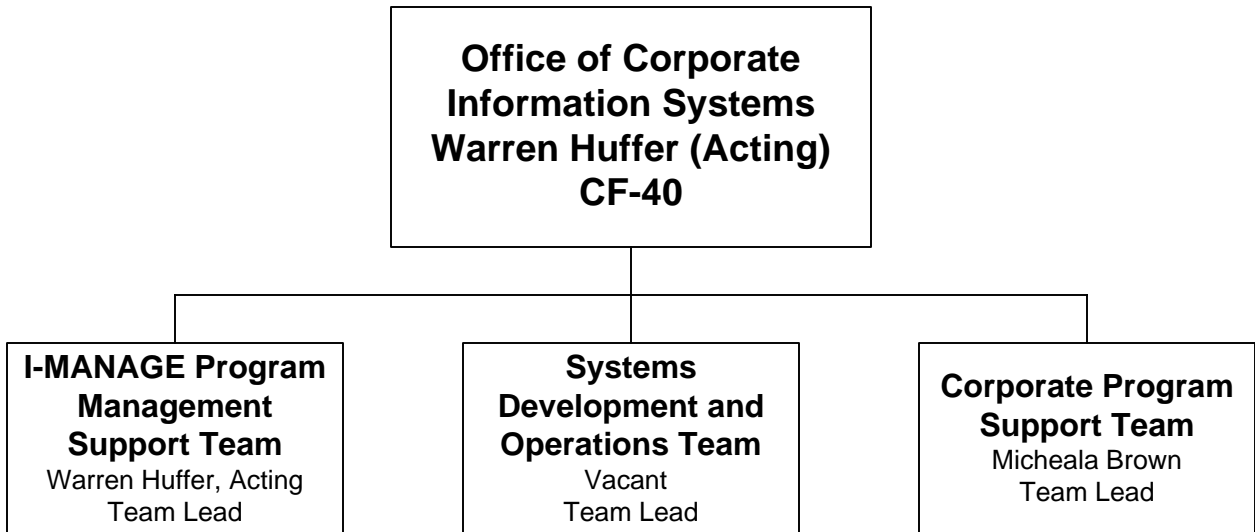 Office of Corporate
Information Systems
Warren Huffer (Acting)
CF-40
I-MANAGE Program
Management
Support Team
Warren Huffer, Acting
Team Lead
Systems
Development and
Operations Team
Vacant
Team Lead
Corporate Program
Support Team
Micheala Brown
Team Lead